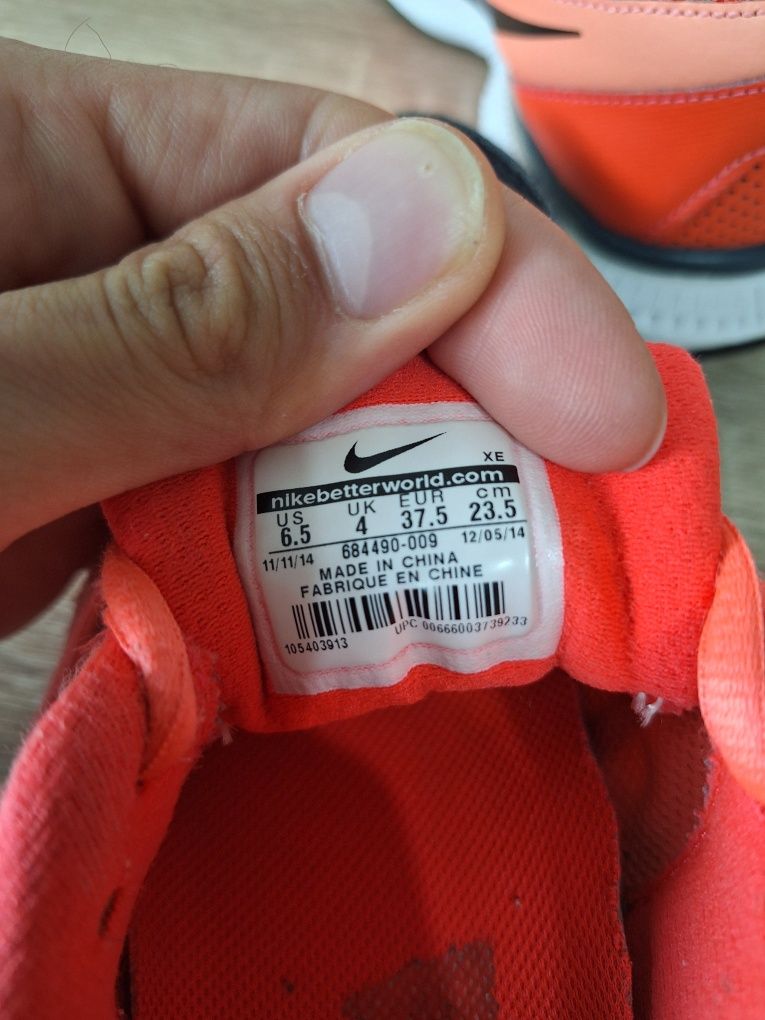 XE
nikebetterworld.com
US UK EUR cm
6.5 4 37.5 23.5
11/11/14 684490-009 12/05/14
MADE IN CHINA
FABRIQUE EN CHINE
105403913 UPC 00666003739233